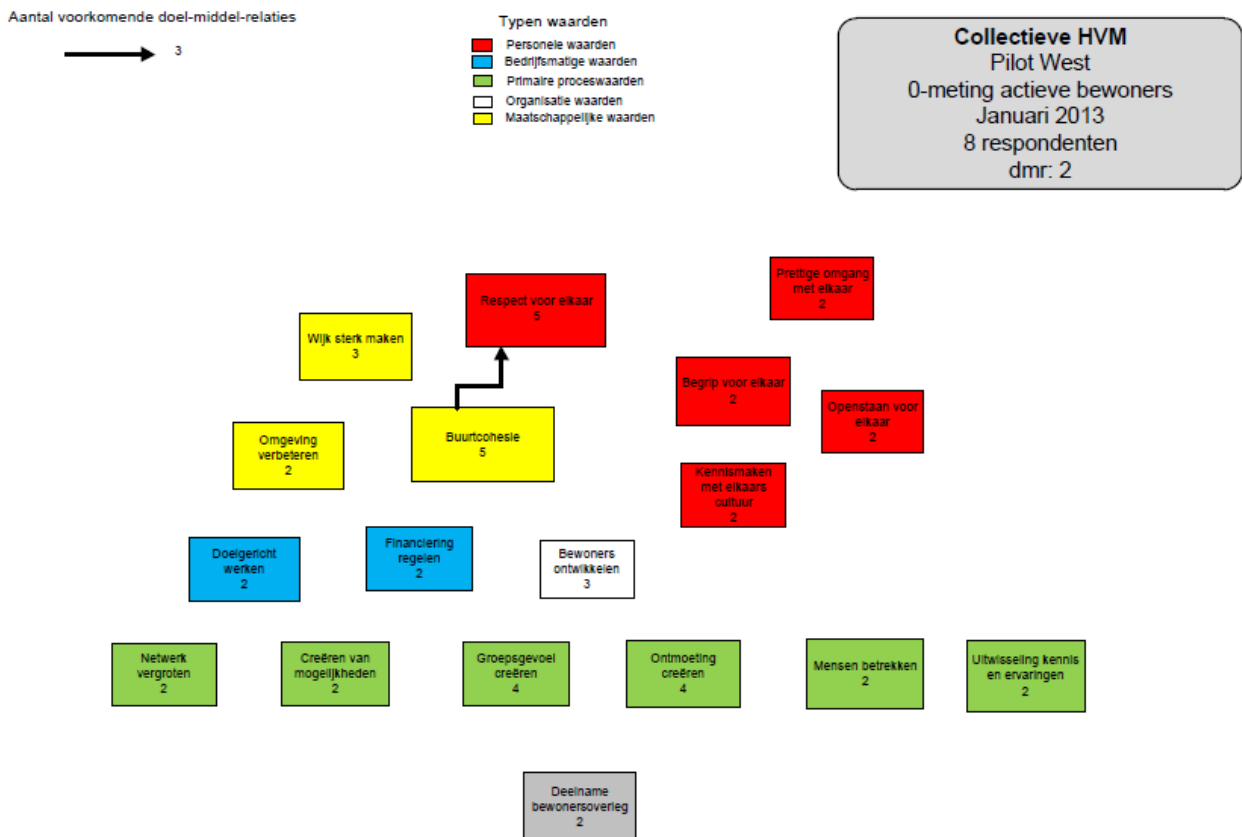 Aantal voorkomende doel-middel-relaties
3
Typen waarden
Personele waarden
Bedrijfsmatige waarden
Primaire proceswaarden
Organisatie waarden
Maatschappelijke waarden
Collectieve HVM
Pilot West
0-meting actieve bewoners
Januari 2013
8 respondenten
dmr: 2
Prettige omgang
met elkaar
2
Respect voor elkaar
5
Wijk sterk maken
3
Begrip voor elkaar
2
Openstaan voor
elkaar
2
Buurtcohesie
5
Omgeving
verbeteren
2
Kennismaken
met elkaars
cultuur
2
Doelgericht
werken
2
Financiering
regelen
2
Bewoners
ontwikkelen
3
Netwerk
vergroten
2
Creëren van
mogelijkheden
2
Groepsgevoel
creëren
4
Ontmoeting
creëren
4
Mensen betrekken
2
Uitwisseling kennis
en ervaringen
2
Deelname
bewonersoverleg
2